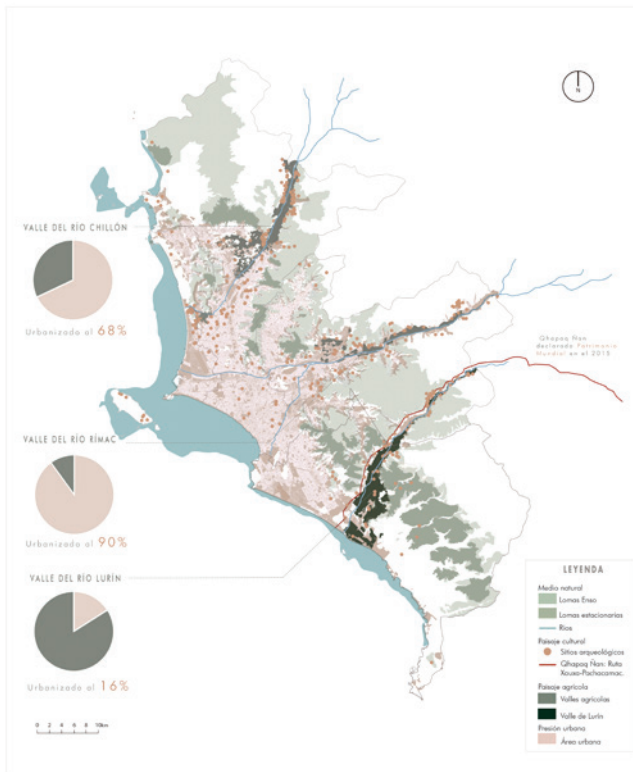 N
VALLE DEL RÍO CHILLÓN
Urbanizado al 68%
Qhapaq Ñan
declarado Patrimonio
Mundial en el 2015
VALLE DEL RÍO RÍMAC
Urbanizado al 90%
VALLE DEL RÍO LURÍN
Urbanizado al 16%
0 2 4 6 8 10km
LEYENDA
Medio natural
Lomas Enso
Lomas estacionarias
Ríos
Paisaje cultural
Sitios arqueológicos
Qhapaq Ñan: Ruta
Xauxa-Pachacamac.
Paisaje agrícola
Valles agrícolas
Valle de Lurín
Presión urbana
Área urbana